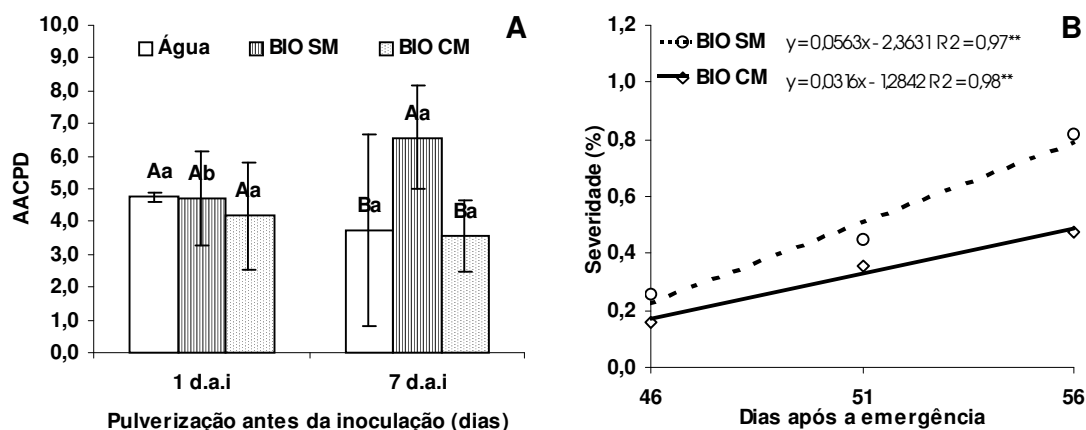 A
10,0
9,0
8,0
7,0
6,0
5,0
4,0
3,0
2,0
1,0
0,0
AACPD
Água BIO SM BIO CM
Aa Ab Aa
Ba Aa Ba
1 d.a.i 7 d.a.i
Pulverização antes da inoculação (dias)
B
1,2
1,0
0,8
0,6
0,4
0,2
0,0
Severidade (%)
BIO SM y=0,0563x - 2,3631 R2=0,97**
BIO CM y=0,0316x - 1,2842 R2=0,98**
46 51 56
Dias após a emergência